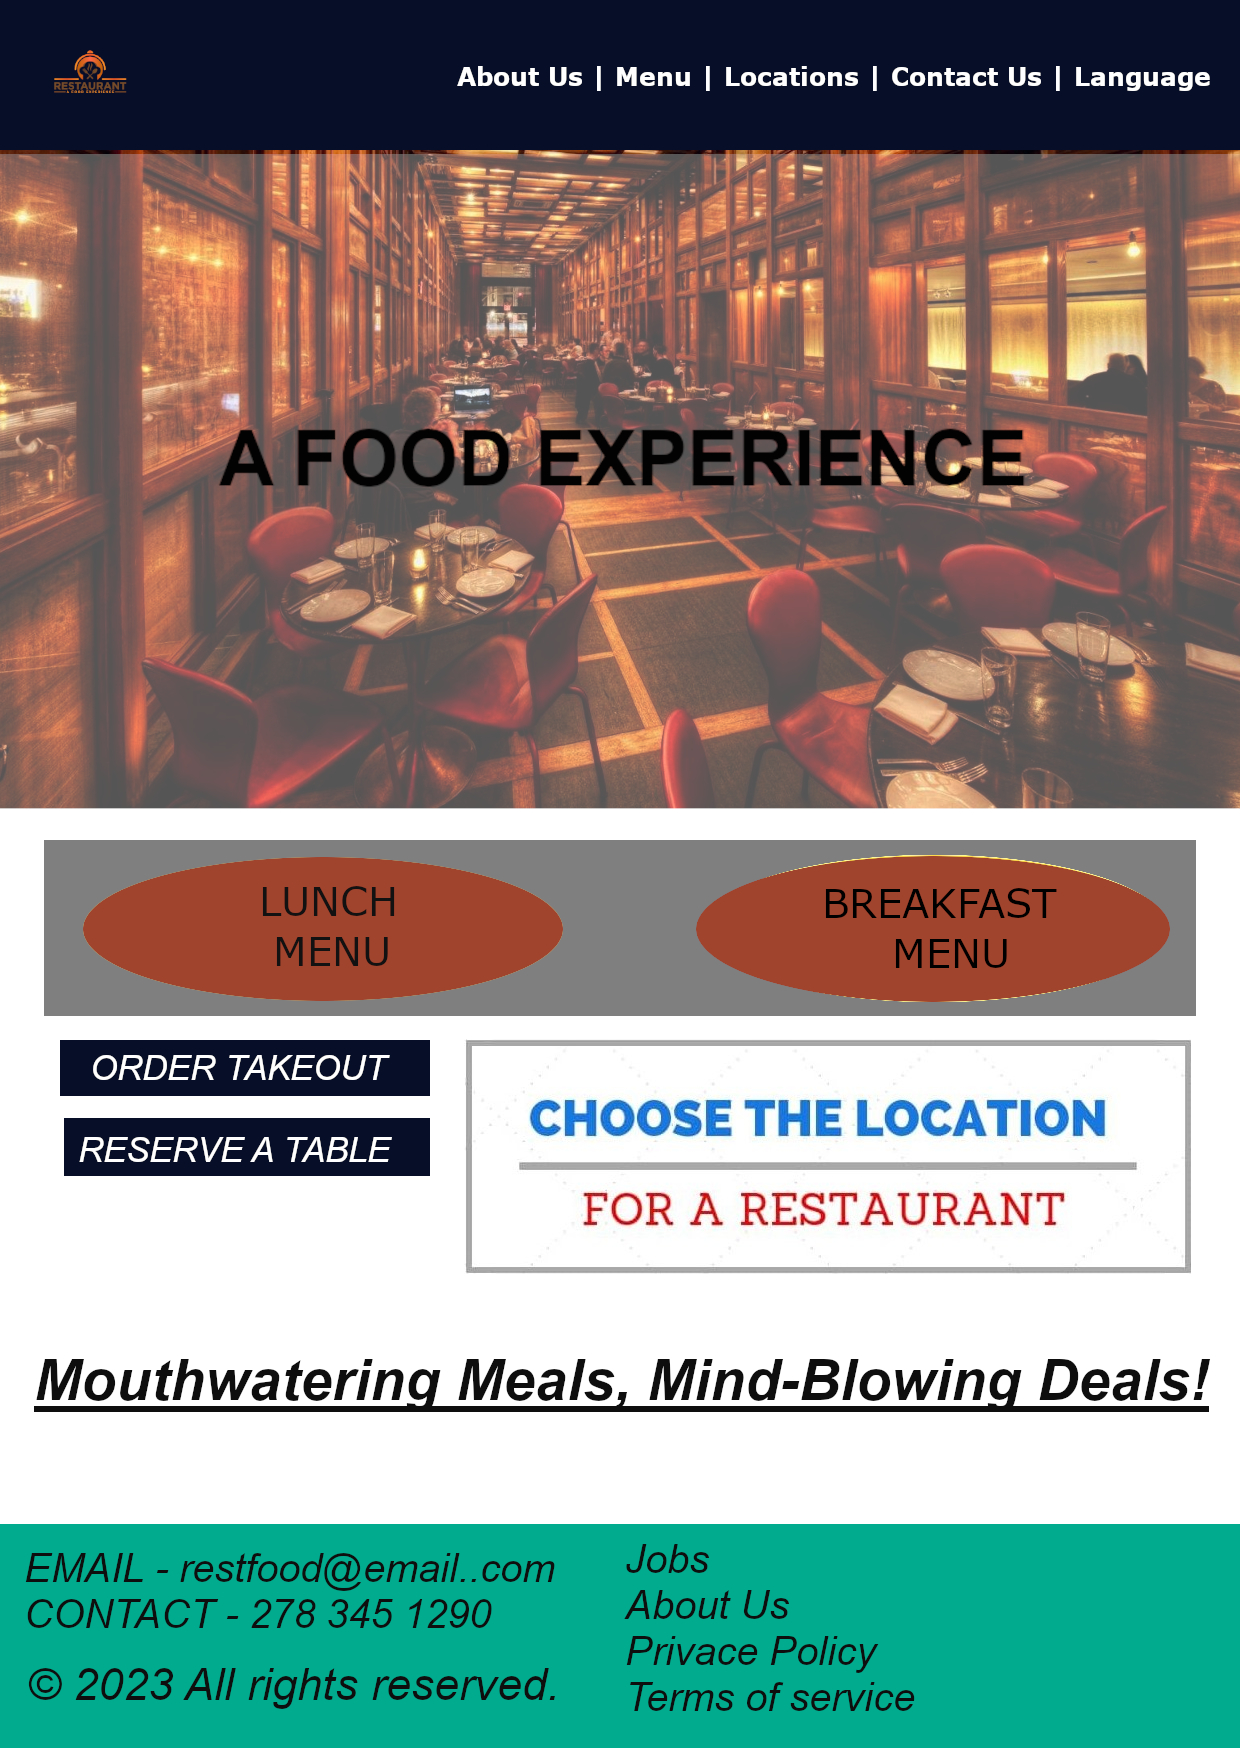 RESTAURANT
A FOOD EXPERIENCE
About Us | Menu | Locations | Contact Us | Language
A FOOD EXPERIENCE
LUNCH
MENU
BREAKFAST
MENU
ORDER TAKEOUT
RESERVE A TABLE
CHOOSE THE LOCATION
FOR A RESTAURANT
Mouthwatering Meals, Mind-Blowing Deals!
EMAIL - restfood@email..com
CONTACT - 278 345 1290
© 2023 All rights reserved.
Jobs
About Us
Privace Policy
Terms of service